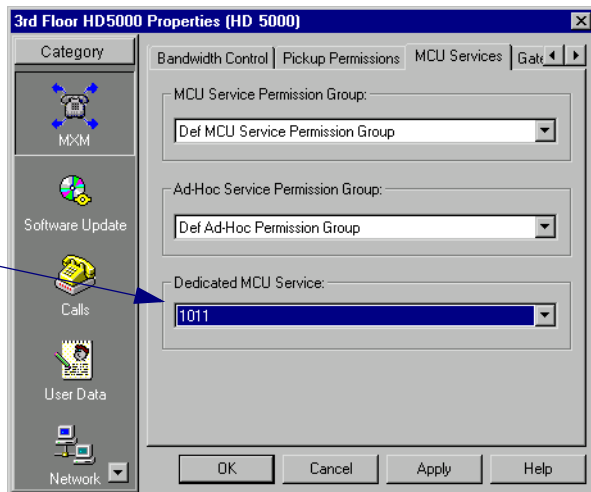 3rd Floor HD5000 Properties (HD 5000)
Category
MXM
Software Update
Calls
User Data
Network
Bandwidth Control Pickup Permissions MCU Services Gate
MCU Service Permission Group:
Def MCU Service Permission Group
Ad-Hoc Service Permission Group:
Def Ad-Hoc Permission Group
Dedicated MCU Service:
1011
OK Cancel Apply Help